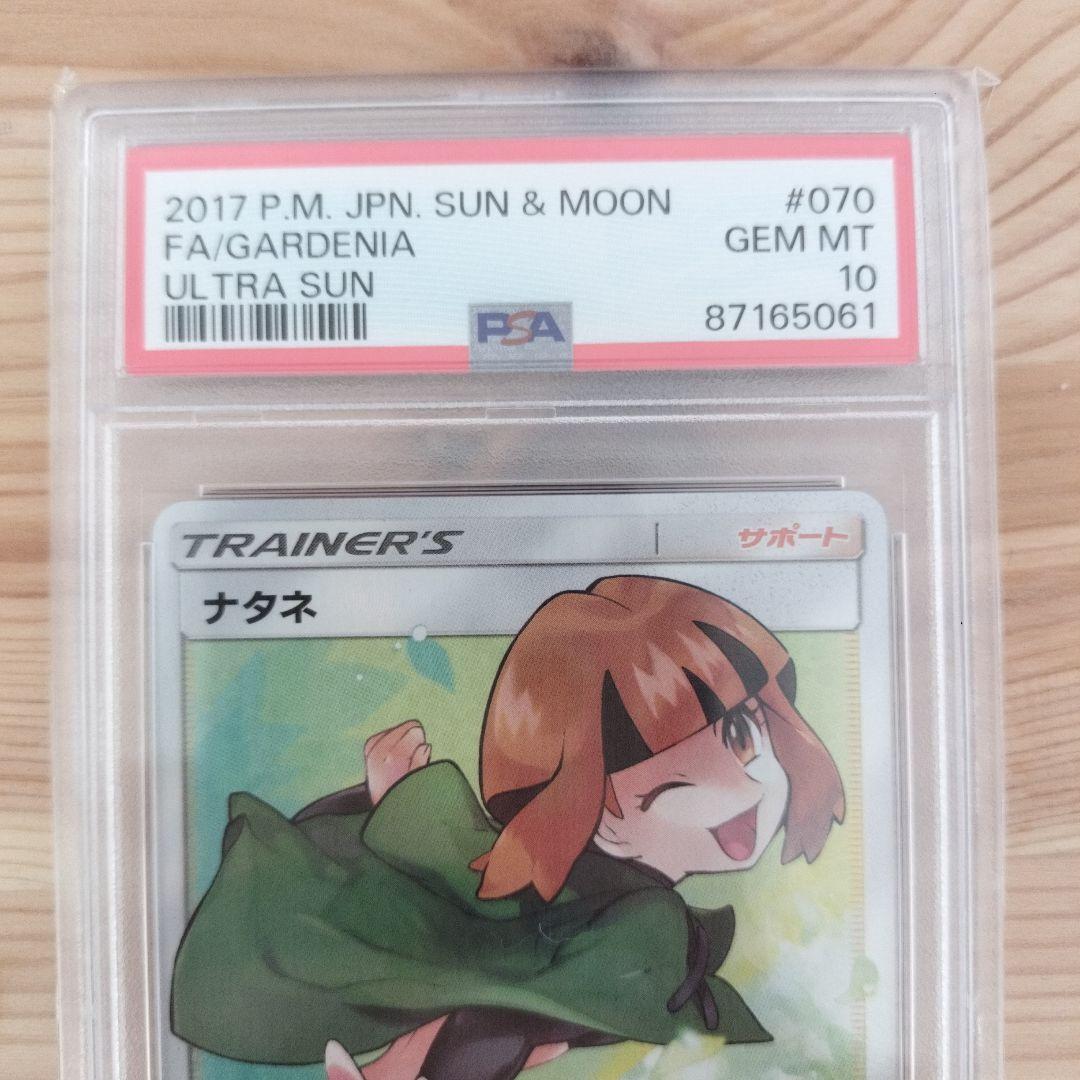 2017 P.M. JPN. SUN & MOON #070
FA/GARDENIA GEM MT
ULTRA SUN 10
87165061
PSA
TRAINER'S サポート
ナタネ